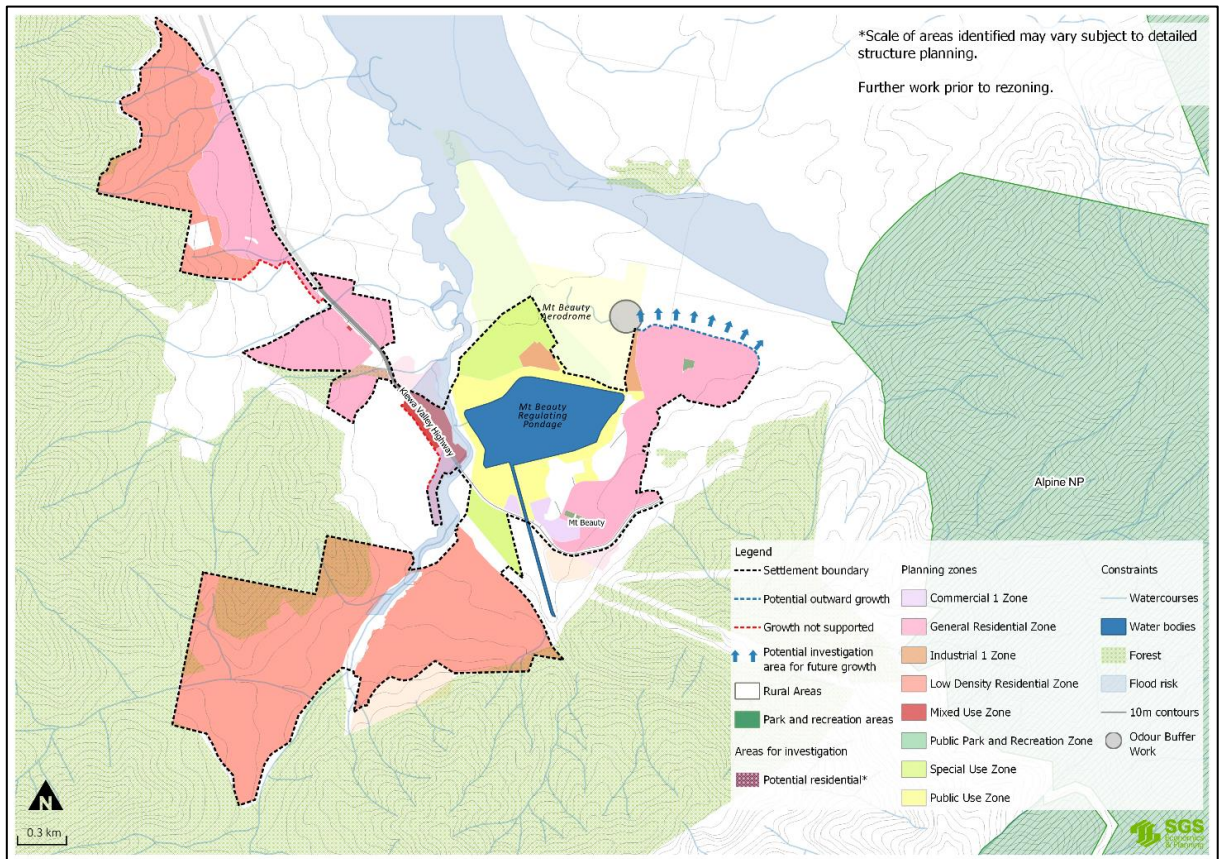 *Scale of areas identified may vary subject to detailed
structure planning.
Further work prior to rezoning.
Mt Beauty
Aerodrome
Mt Beauty
Regulating
Pondage
Kiewa Valley Highway
Mt Beauty
Alpine NP
Legend
Settlement boundary
Potential outward growth
Growth not supported
Potential investigation
area for future growth
Rural Areas
Park and recreation areas
Areas for investigation
Potential residential*
Planning zones
Commercial 1 Zone
General Residential Zone
Industrial 1 Zone
Low Density Residential Zone
Mixed Use Zone
Public Park and Recreation Zone
Special Use Zone
Public Use Zone
Constraints
Watercourses
Water bodies
Forest
Flood risk
10m contours
Odour Buffer
Work
N
0.3 km
SGS
Economics
& Planning